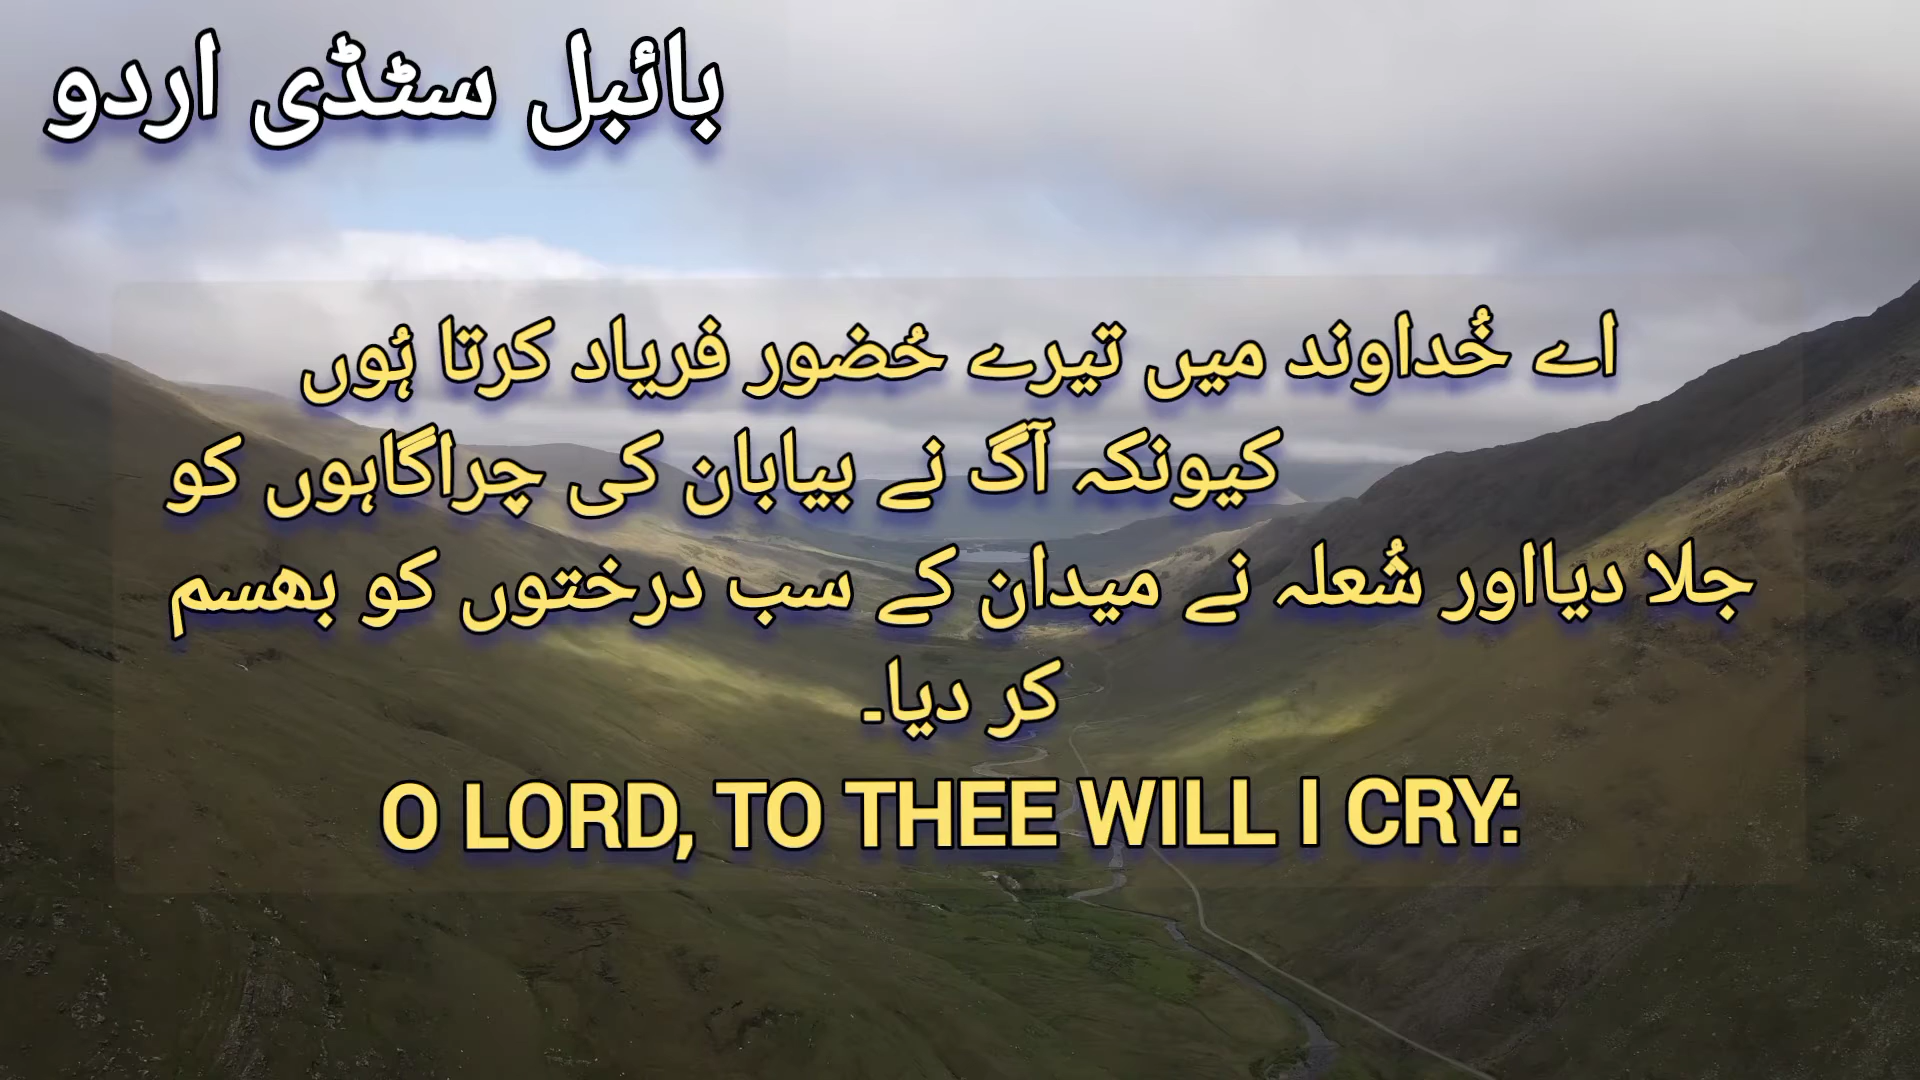 بائبل سٹڈی اردو
اے خُداوند میں تیرے حُضور فریاد کرتا ہُوں
کیونکہ آگ نے بیابان کی چراگاہوں کو
جلا دیااور شُعلہ نے میدان کے سب درختوں کو بھسم
کر دیا۔
O LORD, TO THEE WILL I CRY: